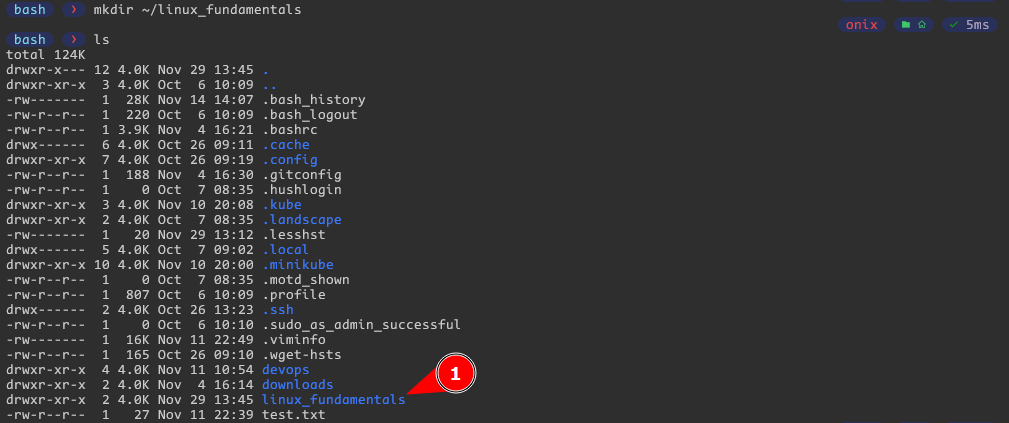 bash ❯ mkdir ~/linux_fundamentals
onix ✓ 5ms
bash ❯ ls
total 124K
drwxr-x--- 12 4.0K Nov 29 13:45 .
drwxr-xr-x  3 4.0K Oct  6 10:09 ..
-rw-------  1  28K Nov 14 14:07 .bash_history
-rw-r--r--  1  220 Oct  6 10:09 .bash_logout
-rw-r--r--  1 3.9K Nov  4 16:21 .bashrc
drwx------  6 4.0K Oct 26 09:11 .cache
drwxr-xr-x  7 4.0K Oct 26 09:19 .config
-rw-r--r--  1  188 Nov  4 16:30 .gitconfig
-rw-r--r--  1    0 Oct  7 08:35 .hushlogin
drwxr-xr-x  3 4.0K Nov 10 20:08 .kube
drwxr-xr-x  2 4.0K Oct  7 08:35 .landscape
-rw-------  1   20 Nov 29 13:12 .lesshst
drwx------  5 4.0K Oct  7 09:02 .local
drwxr-xr-x 10 4.0K Nov 10 20:00 .minikube
-rw-r--r--  1    0 Oct  7 08:35 .motd_shown
-rw-r--r--  1  807 Oct  6 10:09 .profile
drwx------  2 4.0K Oct 26 13:23 .ssh
-rw-r--r--  1    0 Oct  6 10:10 .sudo_as_admin_successful
-rw-------  1  16K Nov 11 22:49 .viminfo
-rw-r--r--  1  165 Oct 26 09:10 .wget-hsts
drwxr-xr-x  4 4.0K Nov 11 10:54 devops
drwxr-xr-x  2 4.0K Nov  4 16:14 downloads
drwxr-xr-x  2 4.0K Nov 29 13:45 linux_fundamentals
-rw-r--r--  1   27 Nov 11 22:39 test.txt
1